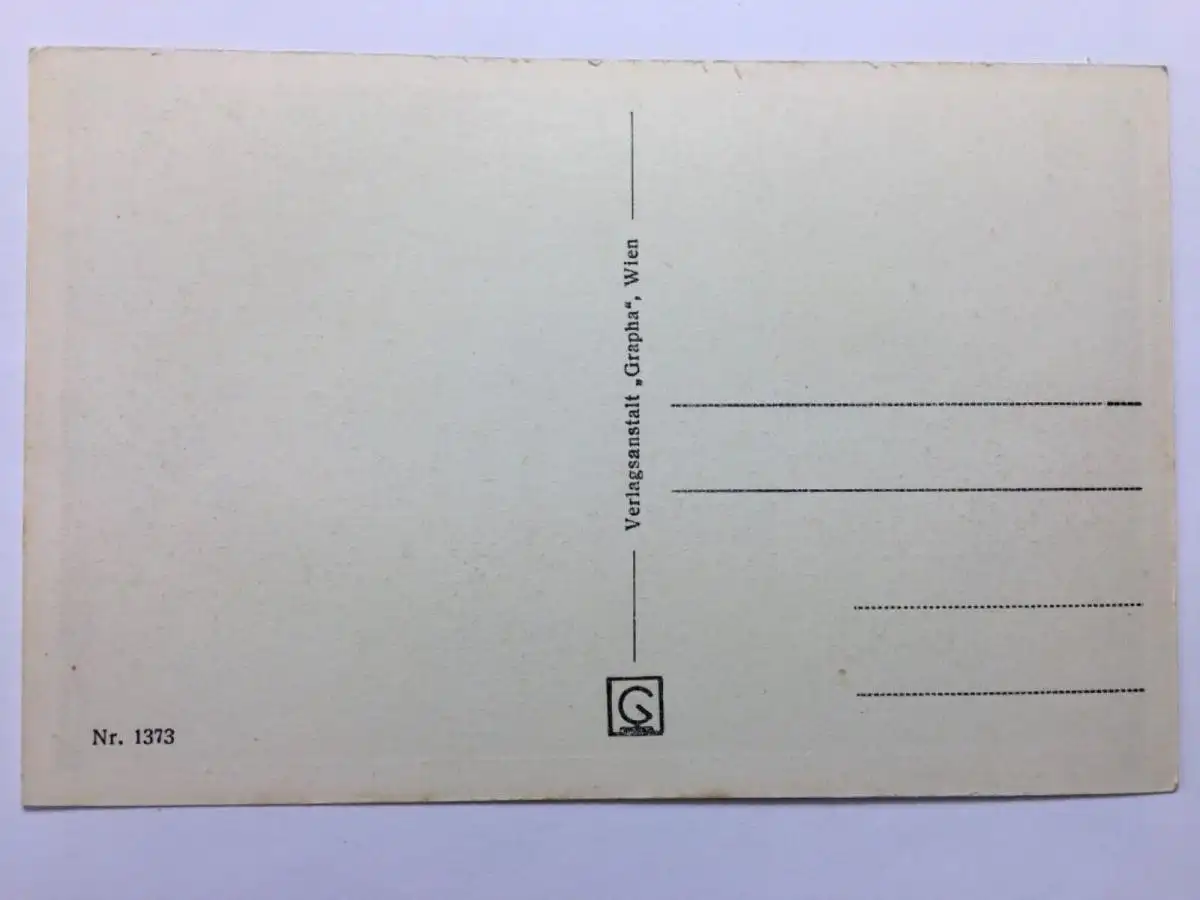 Verlagsanstalt „Grapha“, Wien
G
Nr. 1373